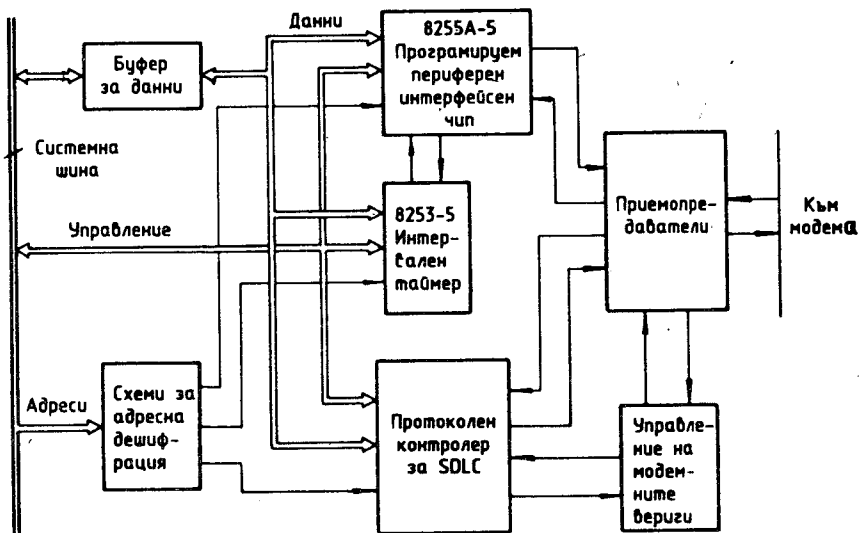 Данни
8255А-5
Програмируем
периферен
интерфейсен
чип
Буфер
за данни
Системна
шина
Управление
8253-5
Интер-
вален
таймер
Приемопре-
даватели
Към
модема
Адреси
Схеми за
адресна
дешиф-
рация
Протоколен
контролер
за SDLC
Управле-
ние на
модем-
ните
вериги